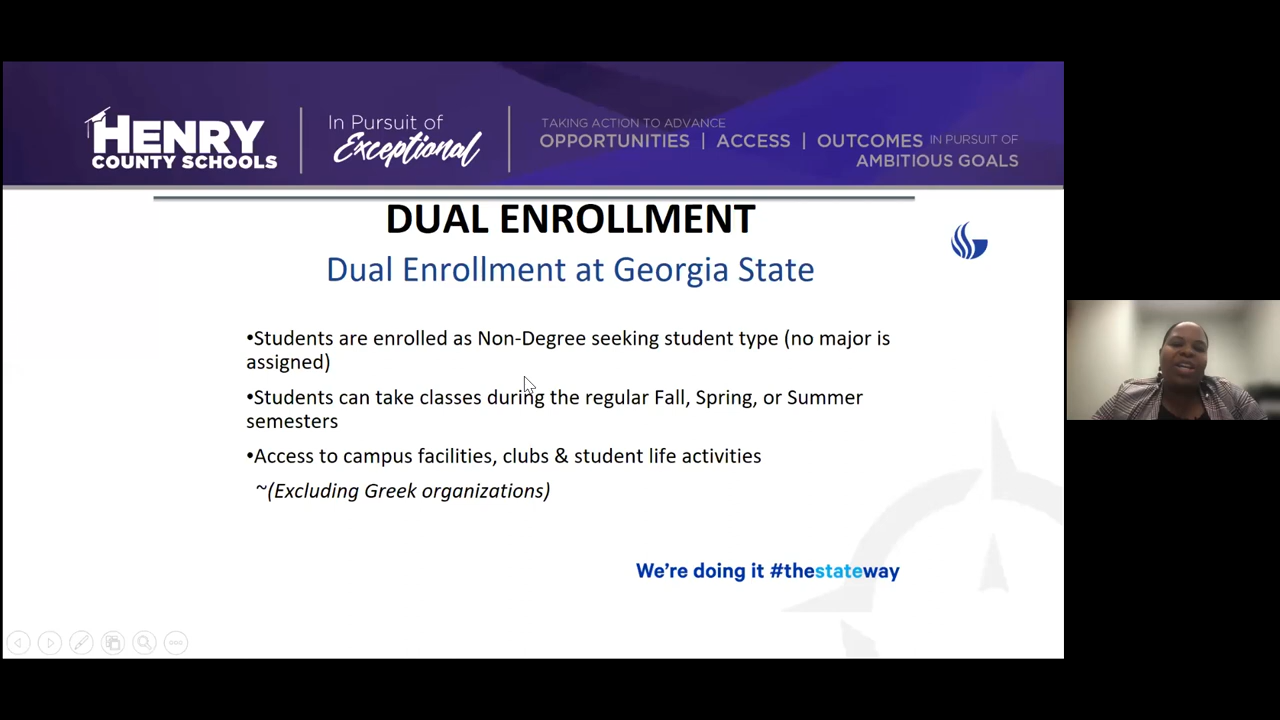 HENRY
COUNTY SCHOOLS
In Pursuit of
Exceptional
TAKING ACTION TO ADVANCE
OPPORTUNITIES | ACCESS | OUTCOMES IN PURSUIT OF
AMBITIOUS GOALS
DUAL ENROLLMENT
Dual Enrollment at Georgia State
•Students are enrolled as Non-Degree seeking student type (no major is
assigned)
•Students can take classes during the regular Fall, Spring, or Summer
semesters
•Access to campus facilities, clubs & student life activities
~(Excluding Greek organizations)
We're doing it #thestateway